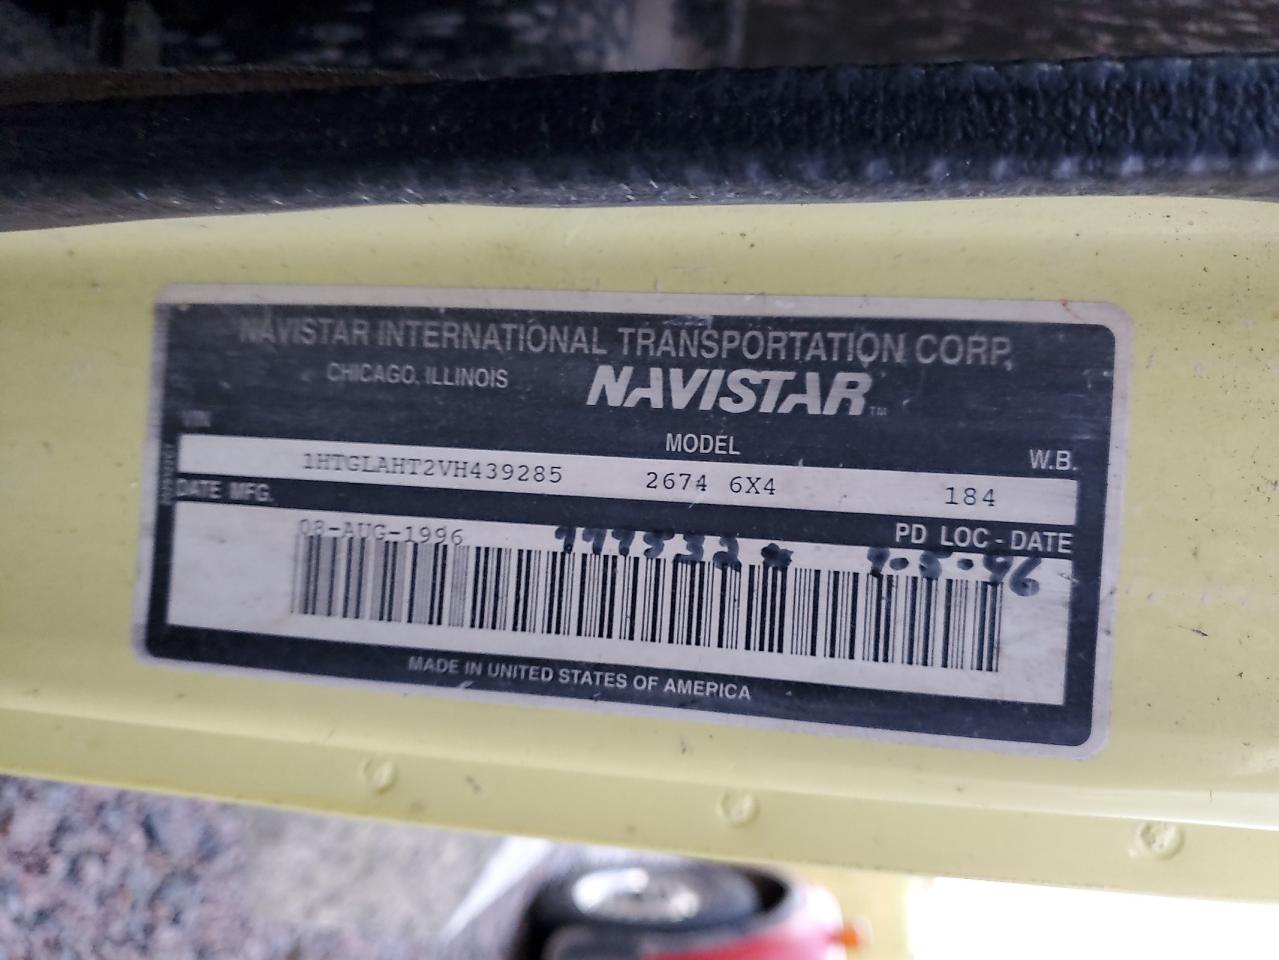 NAVISTAR INTERNATIONAL TRANSPORTATION CORP.
CHICAGO, ILLINOIS NAVISTAR™
VIN MODEL W.B.
1HTGLAHT2VH439285 2674 6X4 184
DATE MFG. PD LOC - DATE
08-AUG-1996
MADE IN UNITED STATES OF AMERICA